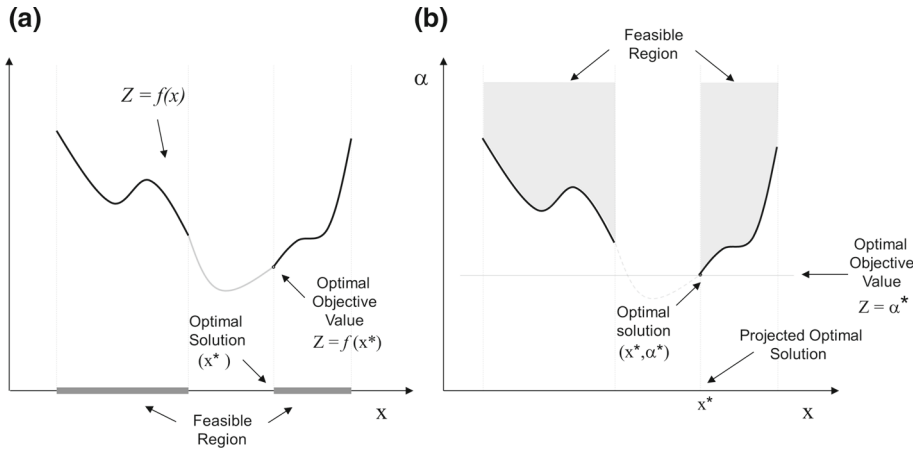 (a)
Z = f(x)
Optimal
Objective
Value
Z = f (x*)
Optimal
Solution
(x* )
x
Feasible
Region
(b)
Feasible
Region
α
Optimal
Objective
Value
Z = α*
Optimal
solution
(x*,α*)
Projected Optimal
Solution
x*
x